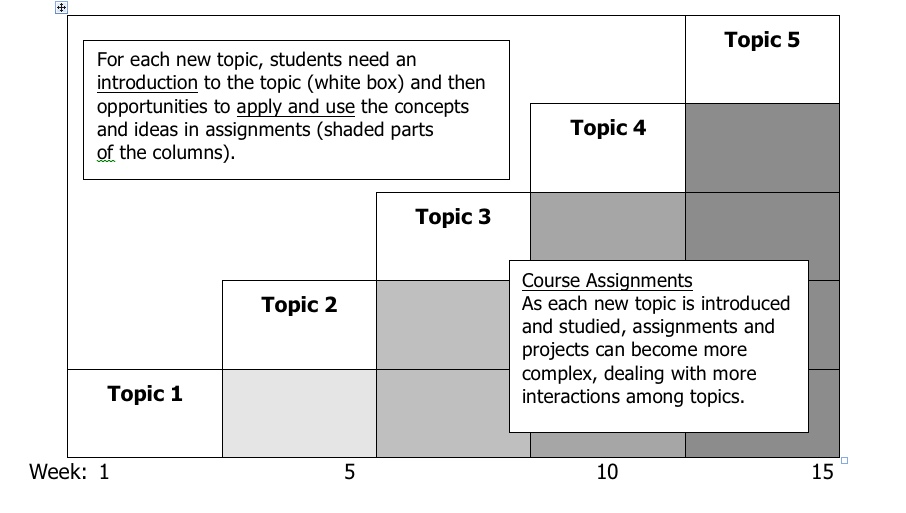 Topic 5
For each new topic, students need an
introduction to the topic (white box) and then
opportunities to apply and use the concepts
and ideas in assignments (shaded parts
of the columns).
Topic 4
Topic 3
Topic 2
Course Assignments
As each new topic is introduced
and studied, assignments and
projects can become more
complex, dealing with more
interactions among topics.
Topic 1
Week: 1 5 10 15